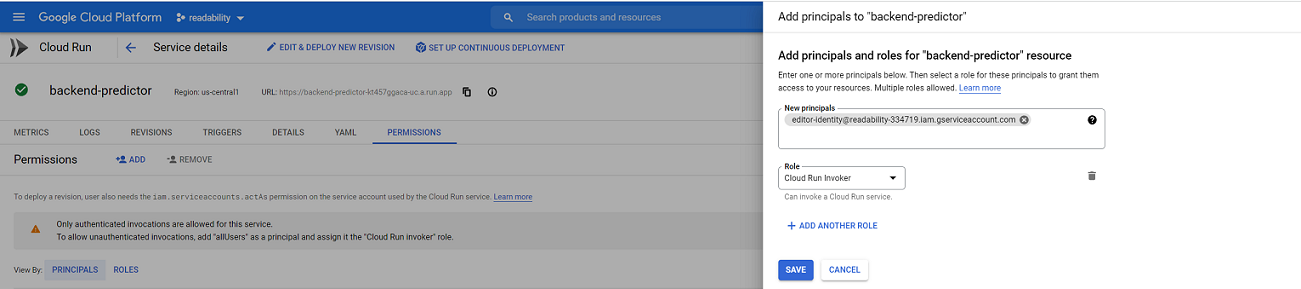 Google Cloud Platform
readability
Search products and resources
Cloud Run
Service details
EDIT & DEPLOY NEW REVISION
SET UP CONTINUOUS DEPLOYMENT
backend-predictor
Region: us-central1
URL: https://backend-predictor-kt457ggaca-uc.a.run.app
METRICS
LOGS
REVISIONS
TRIGGERS
DETAILS
YAML
PERMISSIONS
Permissions
ADD
REMOVE
To deploy a revision, user also needs the iam.serviceaccounts.actAs permission on the service account used by the Cloud Run service. Learn more
Only authenticated invocations are allowed for this service.
To allow unauthenticated invocations, add "allUsers" as a principal and assign it the "Cloud Run invoker" role.
View By:
PRINCIPALS
ROLES
Add principals to "backend-predictor"
Add principals and roles for "backend-predictor" resource
Enter one or more principals below. Then select a role for these principals to grant them
access to your resources. Multiple roles allowed. Learn more
New principals
editor-identity@readability-334719.iam.gserviceaccount.com
Role
Cloud Run Invoker
Can invoke a Cloud Run service.
ADD ANOTHER ROLE
SAVE
CANCEL